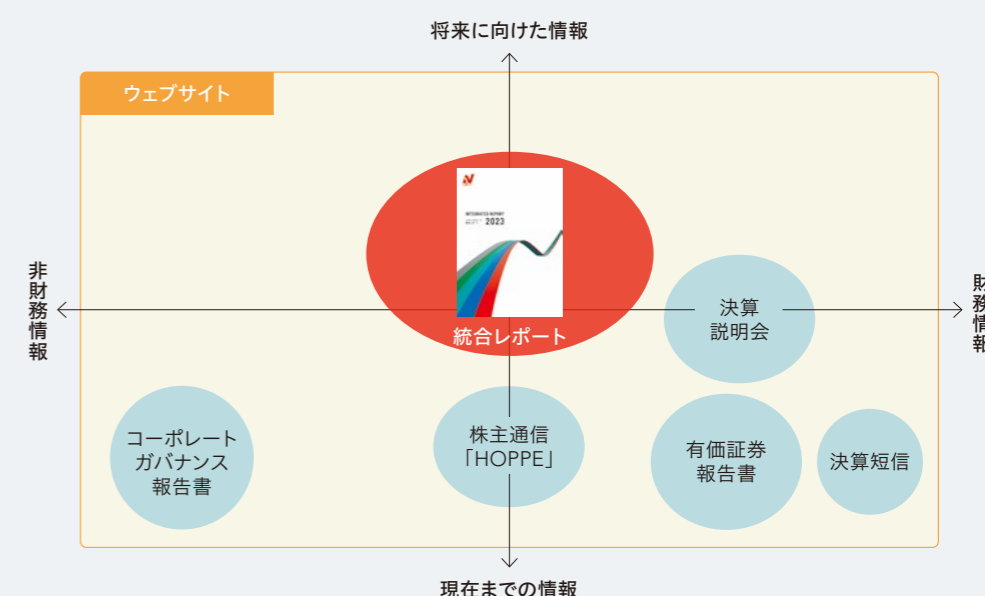 将来に向けた情報
ウェブサイト
INTEGRATED REPORT
2023
統合レポート
非財務情報
財務情報
決算
説明会
コーポレート
ガバナンス
報告書
株主通信
「HOPPE」
有価証券
報告書
決算短信
現在までの情報